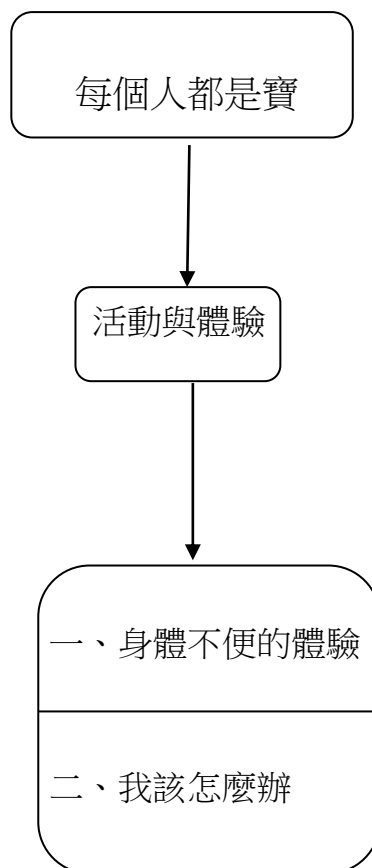 每個人都是寶
活動與體驗
一、身體不便的體驗
二、我該怎麼辦